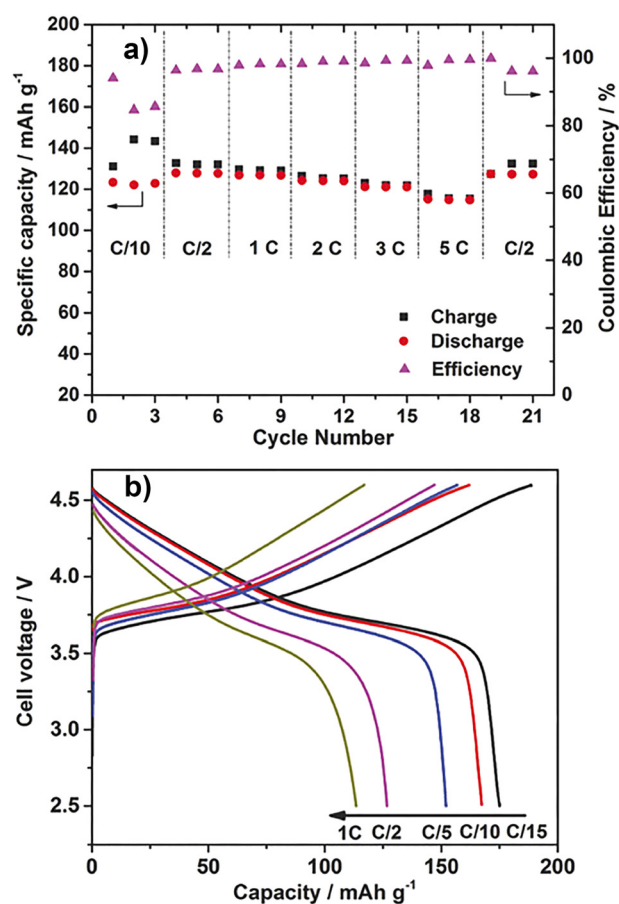 a)
Specific capacity / mAh g⁻¹
200
180
160
140
120
100
80
60
40
20
C/10
C/2
1 C
2 C
3 C
5 C
C/2
Charge
Discharge
Efficiency
100
80
60
40
20
0
Coulombic Efficiency / %
0 3 6 9 12 15 18 21
Cycle Number
b)
Cell voltage / V
4.5
4.0
3.5
3.0
2.5
1C C/2 C/5 C/10 C/15
0 50 100 150 200
Capacity / mAh g⁻¹